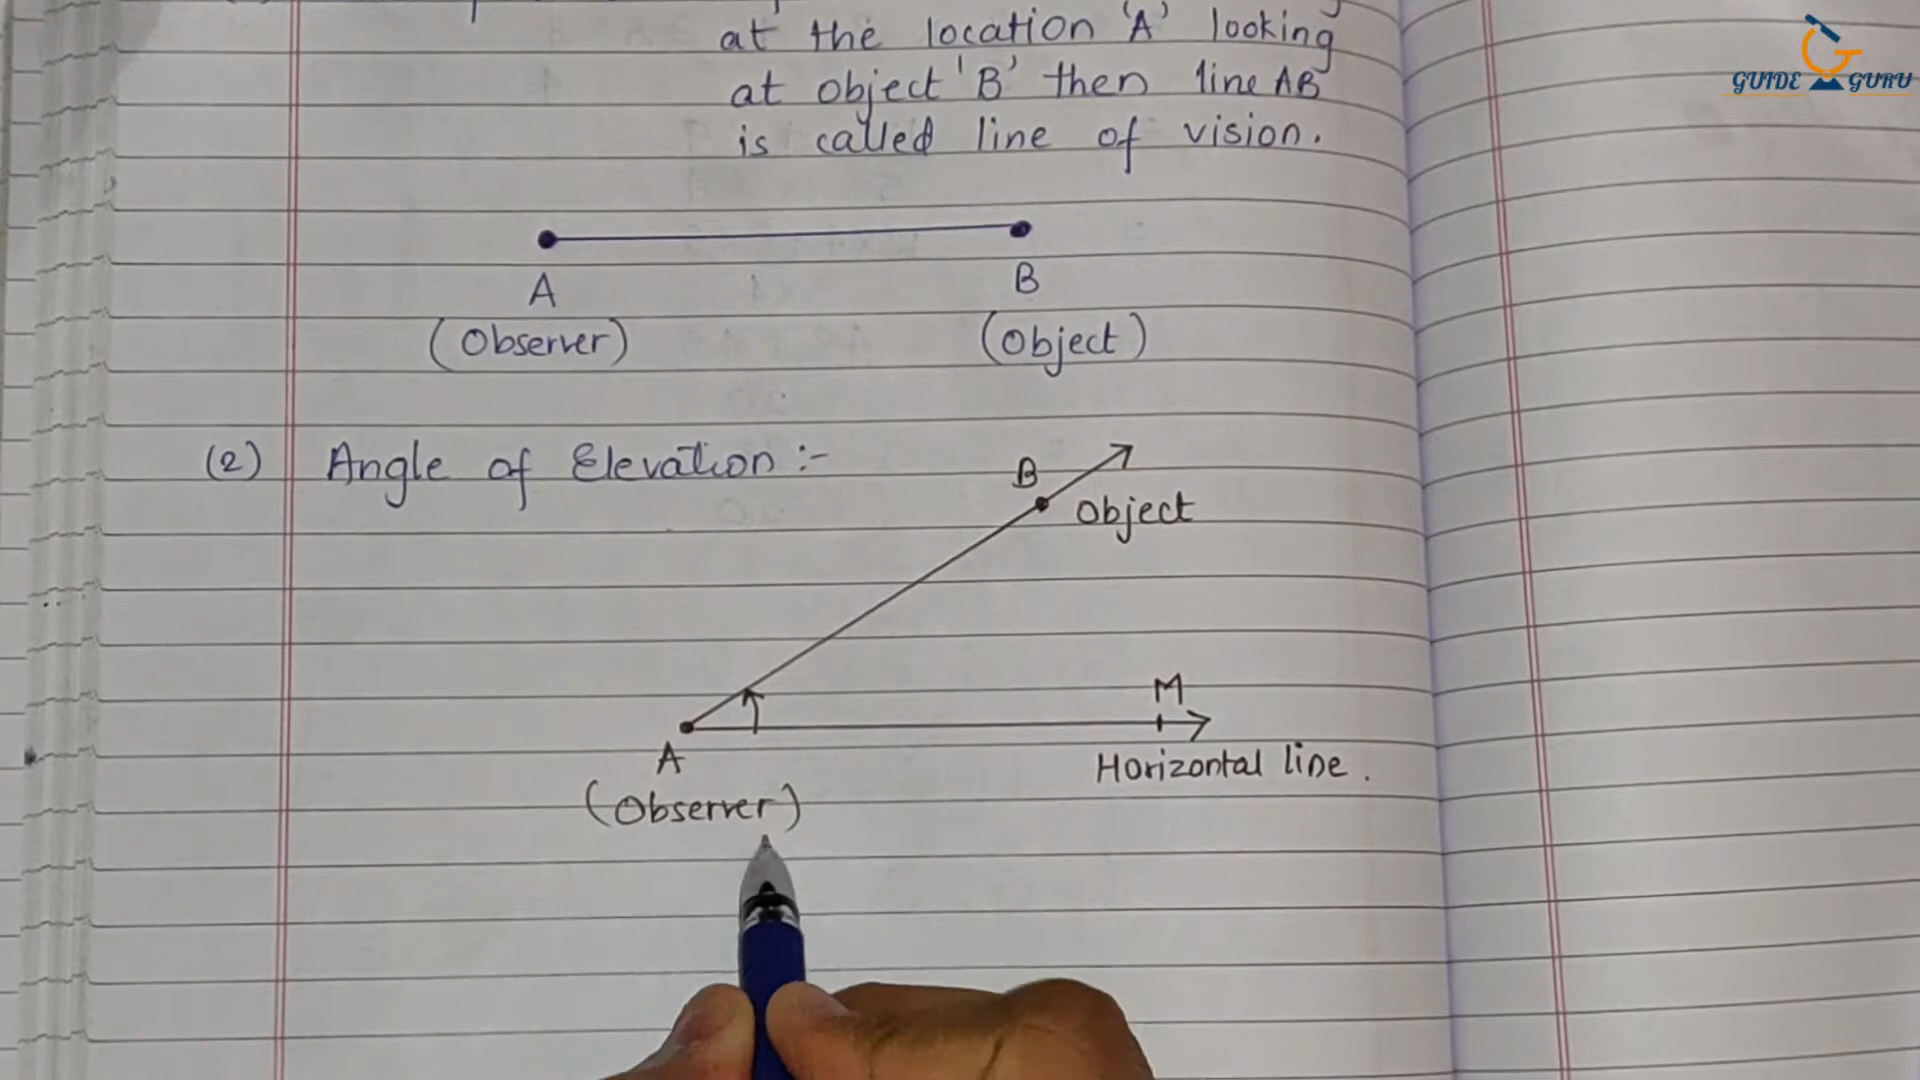 at the location 'A' looking
at object 'B' then line AB
is called line of vision.
GUIDE GURU
A B
(Observer) (Object)
(2) Angle of Elevation :-
B
Object
M
A
Horizontal line.
(Observer)